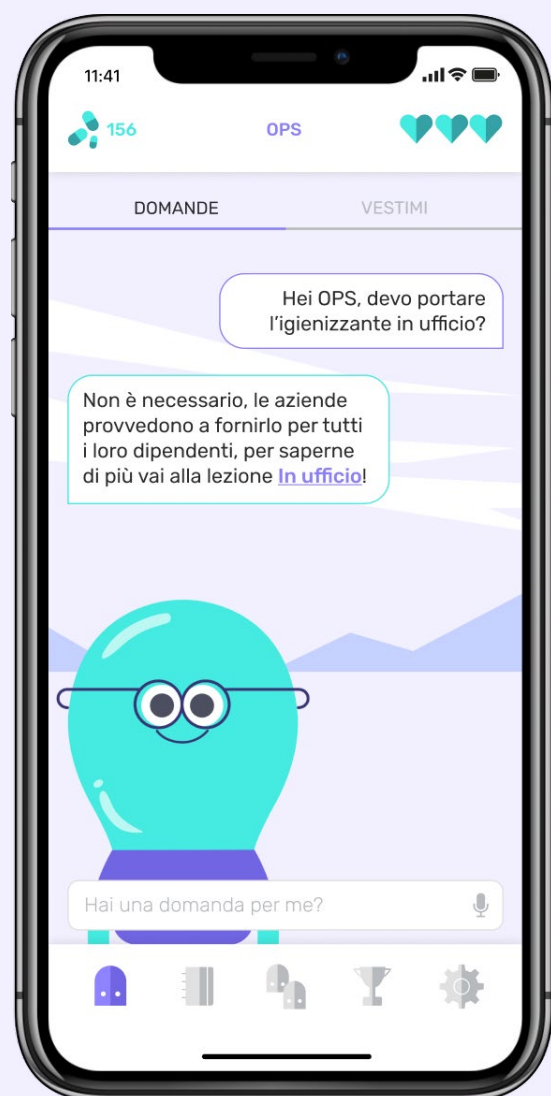 11:41
156
OPS
DOMANDE
VESTIMI
Hei OPS, devo portare
l’igienizzante in ufficio?
Non è necessario, le aziende
provvedono a fornirlo per tutti
i loro dipendenti, per saperne
di più vai alla lezione In ufficio!
Hai una domanda per me?